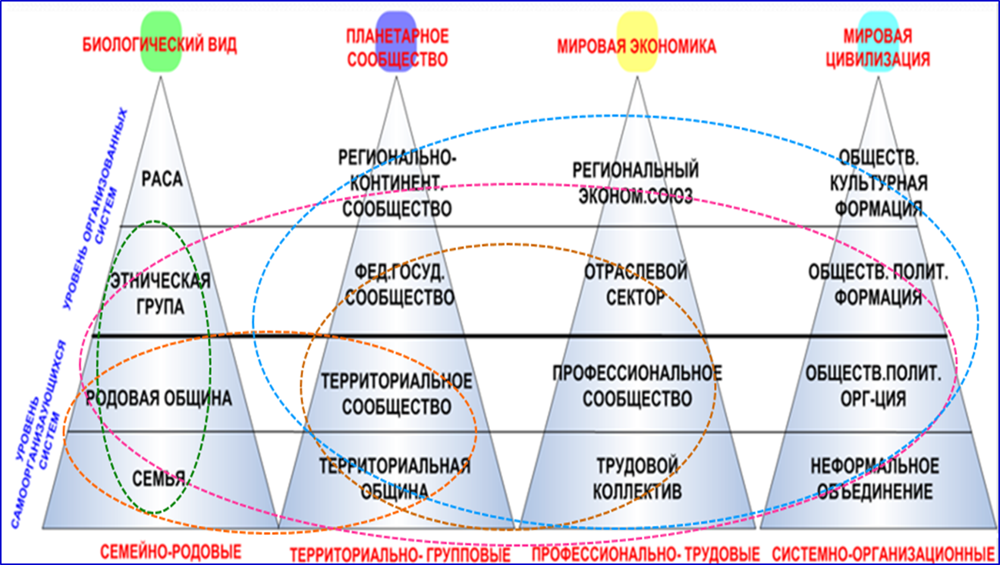 БИОЛОГИЧЕСКИЙ ВИД
ПЛАНЕТАРНОЕ
СООБЩЕСТВО
МИРОВАЯ ЭКОНОМИКА
МИРОВАЯ
ЦИВИЛИЗАЦИЯ
УРОВЕНЬ ОРГАНИЗОВАННЫХ
СИСТЕМ
РАСА
РЕГИОНАЛЬНО-
КОНТИНЕНТ.
СООБЩЕСТВО
РЕГИОНАЛЬНЫЙ
ЭКОНОМ.СОЮЗ
ОБЩЕСТВ.
КУЛЬТУРНАЯ
ФОРМАЦИЯ
ЭТНИЧЕСКАЯ
ГРУПА
ФЕД.ГОСУД.
СООБЩЕСТВО
ОТРАСЛЕВОЙ
СЕКТОР
ОБЩЕСТВ. ПОЛИТ.
ФОРМАЦИЯ
УРОВЕНЬ
САМООРГАНИЗАУЮЩИХСЯ
СИСТЕМ
РОДОВАЯ ОБЩИНА
ТЕРРИТОРИАЛЬНОЕ
СООБЩЕСТВО
ПРОФЕССИОНАЛЬНОЕ
СООБЩЕСТВО
ОБЩЕСТВ.ПОЛИТ.
ОРГ-ЦИЯ
СЕМЬЯ
ТЕРРИТОРИАЛЬНАЯ
ОБЩИНА
ТРУДОВОЙ
КОЛЛЕКТИВ
НЕФОРМАЛЬНОЕ
ОБЪЕДИНЕНИЕ
СЕМЕЙНО-РОДОВЫЕ
ТЕРРИТОРИАЛЬНО- ГРУППОВЫЕ
ПРОФЕССИОНАЛЬНО- ТРУДОВЫЕ
СИСТЕМНО-ОРГАНИЗАЦИОННЫЕ